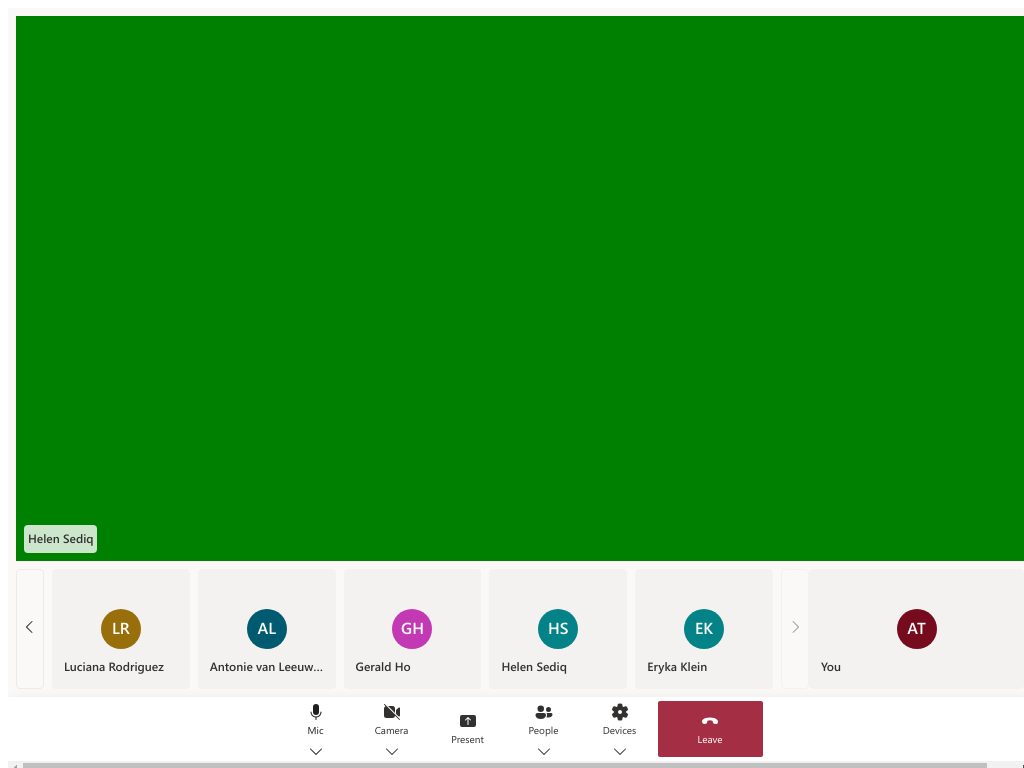 Helen Sediq
LR
AL
GH
HS
EK
AT
Luciana Rodriguez
Antonie van Leeuw...
Gerald Ho
Helen Sediq
Eryka Klein
You
Mic
Camera
Present
People
Devices
Leave